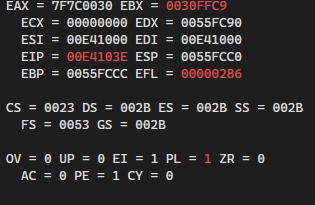 EAX = 7F7C0030 EBX = 0030FFC9
ECX = 00000000 EDX = 0055FC90
ESI = 00E41000 EDI = 00E41000
EIP = 00E4103E ESP = 0055FCC0
EBP = 0055FCCC EFL = 00000286
CS = 0023 DS = 002B ES = 002B SS = 002B
FS = 0053 GS = 002B
OV = 0 UP = 0 EI = 1 PL = 1 ZR = 0
AC = 0 PE = 1 CY = 0